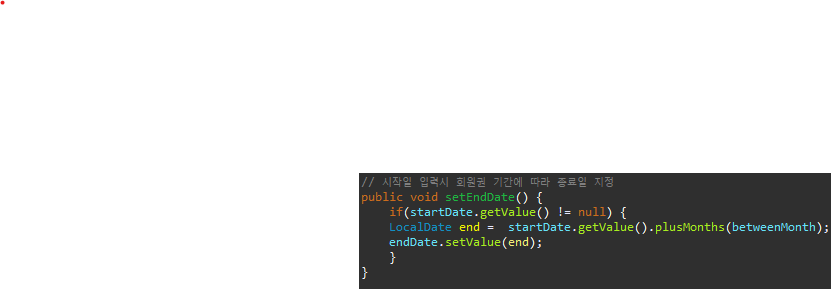 // 시작일 입력시 회원권 기간에 따라 종료일 지정
public void setEndDate() {
    if(startDate.getValue() != null) {
    LocalDate end =  startDate.getValue().plusMonths(betweenMonth);
    endDate.setValue(end);
    }
}